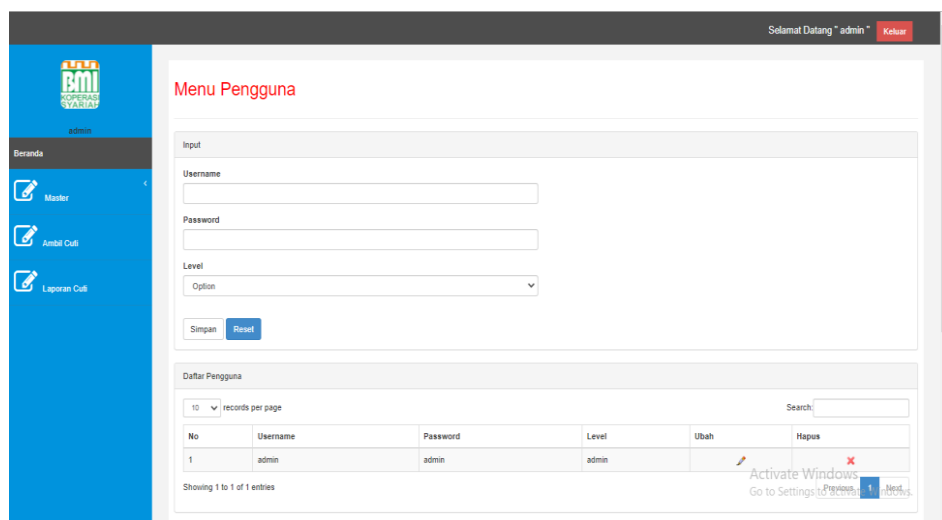 Selamat Datang " admin " Keluar
BMI
KOPERASI
SYARIAH
admin
Beranda
Master
Ambil Cuti
Laporan Cuti
Menu Pengguna
Input
Username
Password
Level
Option
Simpan Reset
Daftar Pengguna
10 records per page Search:
No Username Password Level Ubah Hapus
1 admin admin admin
Showing 1 to 1 of 1 entries Previous 1 Next
Activate Windows
Go to Settings to activate Windows.